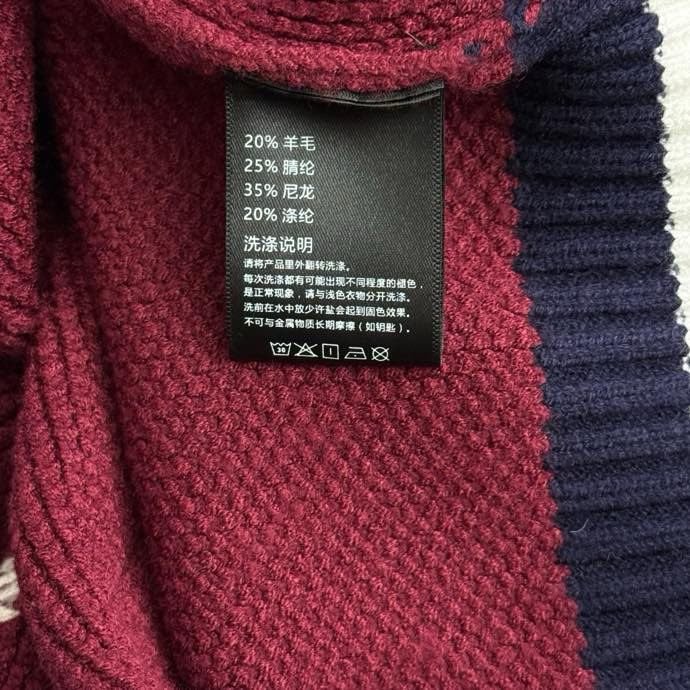 20% 羊毛
25% 腈纶
35% 尼龙
20% 涤纶
洗涤说明
请将产品里外翻转洗涤。
每次洗涤都有可能出现不同程度的褪色，
是正常现象，请与浅色衣物分开洗涤。
洗前在水中放少许盐会起到固色效果。
不可与金属物质长期摩擦（如钥匙）。
30